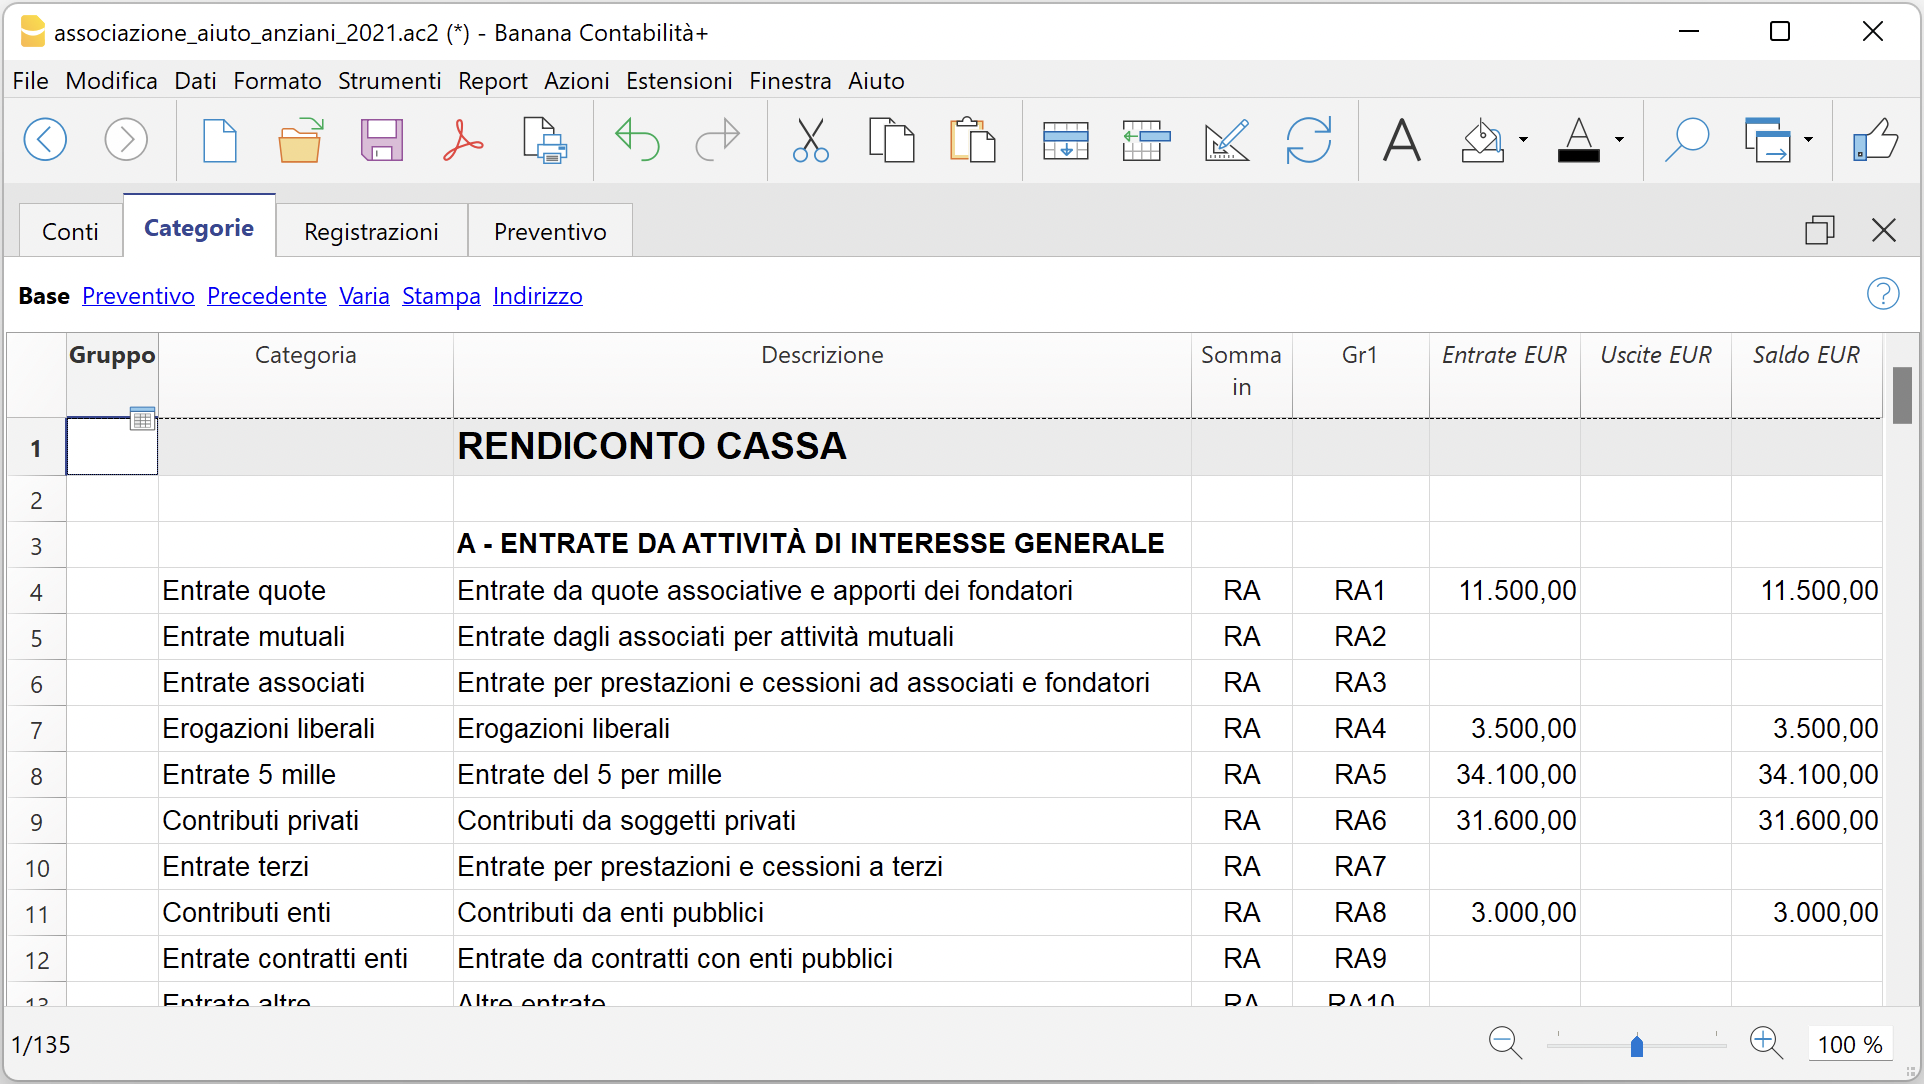 associazione_aiuto_anziani_2021.ac2 (*) - Banana Contabilità+
File Modifica Dati Formato Strumenti Report Azioni Estensioni Finestra Aiuto
Conti Categorie Registrazioni Preventivo
Base Preventivo Precedente Varia Stampa Indirizzo
Gruppo Categoria Descrizione Somma in Gr1 Entrate EUR Uscite EUR Saldo EUR
1 RENDICONTO CASSA
2
3 A - ENTRATE DA ATTIVITÀ DI INTERESSE GENERALE
4 Entrate quote Entrate da quote associative e apporti dei fondatori RA RA1 11.500,00 11.500,00
5 Entrate mutuali Entrate dagli associati per attività mutuali RA RA2
6 Entrate associati Entrate per prestazioni e cessioni ad associati e fondatori RA RA3
7 Erogazioni liberali Erogazioni liberali RA RA4 3.500,00 3.500,00
8 Entrate 5 mille Entrate del 5 per mille RA RA5 34.100,00 34.100,00
9 Contributi privati Contributi da soggetti privati RA RA6 31.600,00 31.600,00
10 Entrate terzi Entrate per prestazioni e cessioni a terzi RA RA7
11 Contributi enti Contributi da enti pubblici RA RA8 3.000,00 3.000,00
12 Entrate contratti enti Entrate da contratti con enti pubblici RA RA9
13 Entrate altre Altre entrate RA RA10
1/135 100 %